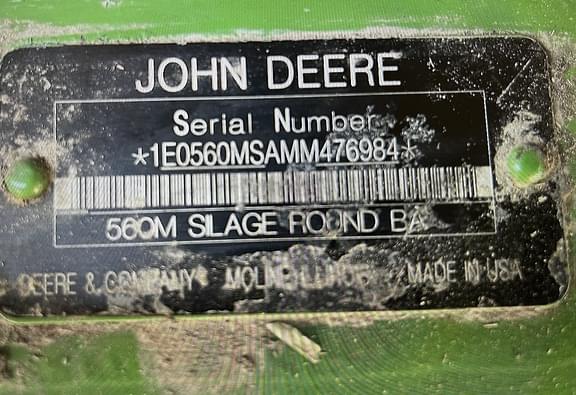 JOHN DEERE
Serial Number
*1E0560MSAMM476984*
560M SILAGE ROUND BA
DEERE & COMPANY MOLINE ILLINOIS MADE IN USA